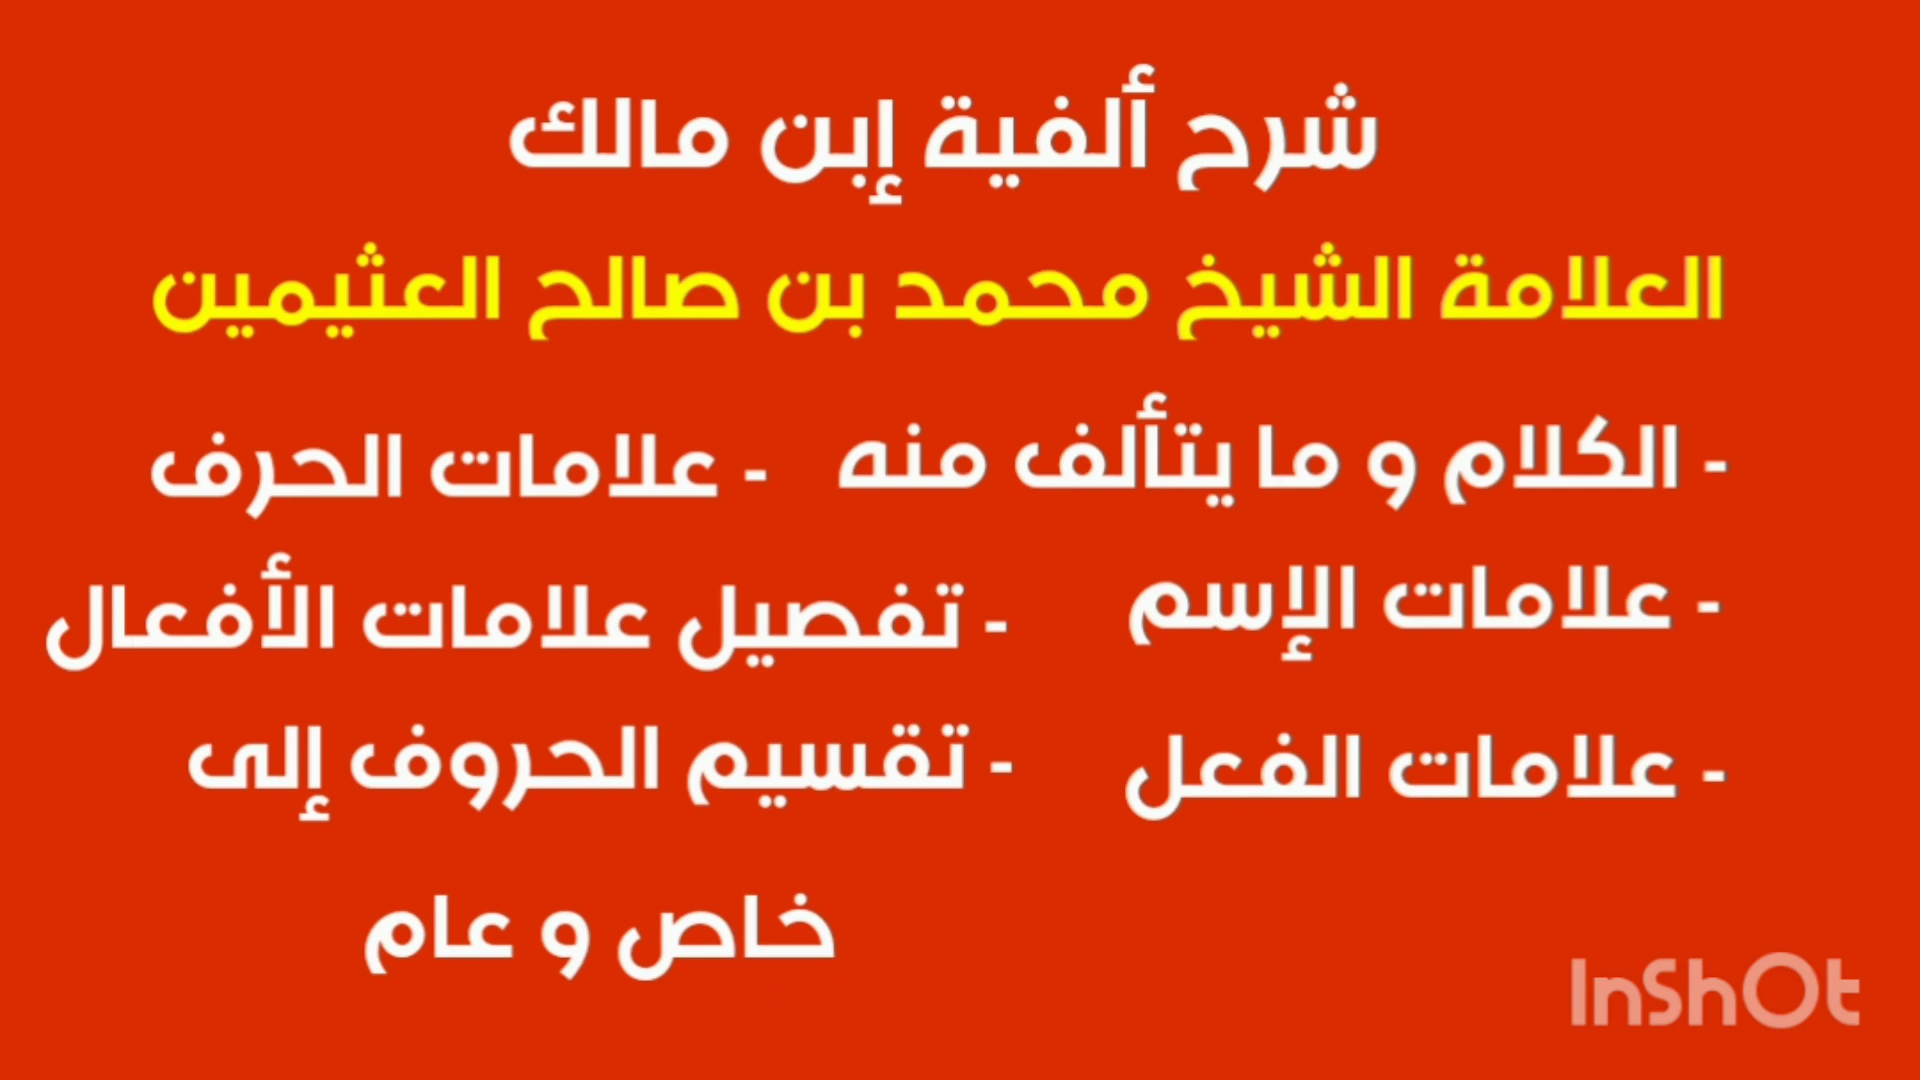 شرح ألفية إبن مالك
العلامة الشيخ محمد بن صالح العثيمين
- الكلام و ما يتألف منه
- علامات الإسم
- علامات الفعل
- علامات الحرف
- تفصيل علامات الأفعال
- تقسيم الحروف إلى
خاص و عام
InShOt